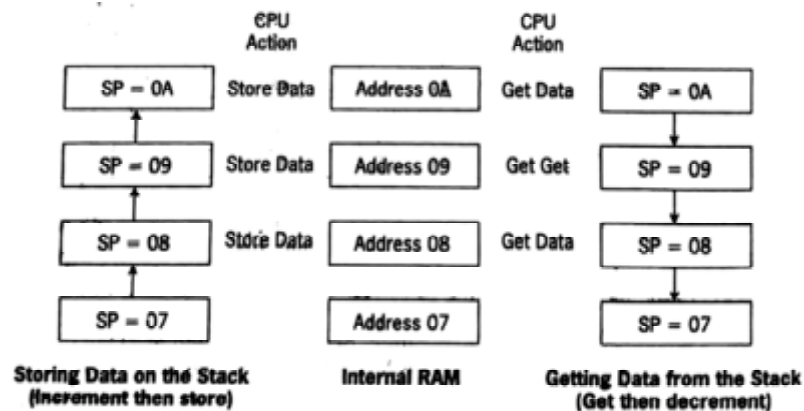 CPU CPU
Action Action
SP = 0A Store Data Address 0A Get Data SP = 0A
SP = 09 Store Data Address 09 Get Get SP = 09
SP = 08 Store Data Address 08 Get Data SP = 08
SP = 07 Address 07 SP = 07
Storing Data on the Stack Internal RAM Getting Data from the Stack
(Increment then store) (Get then decrement)